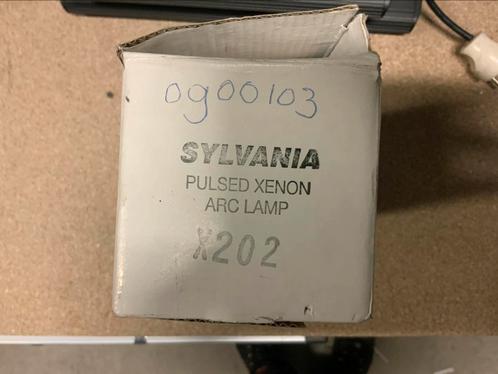 0g00103
SYLVANIA
PULSED XENON
ARC LAMP
X202